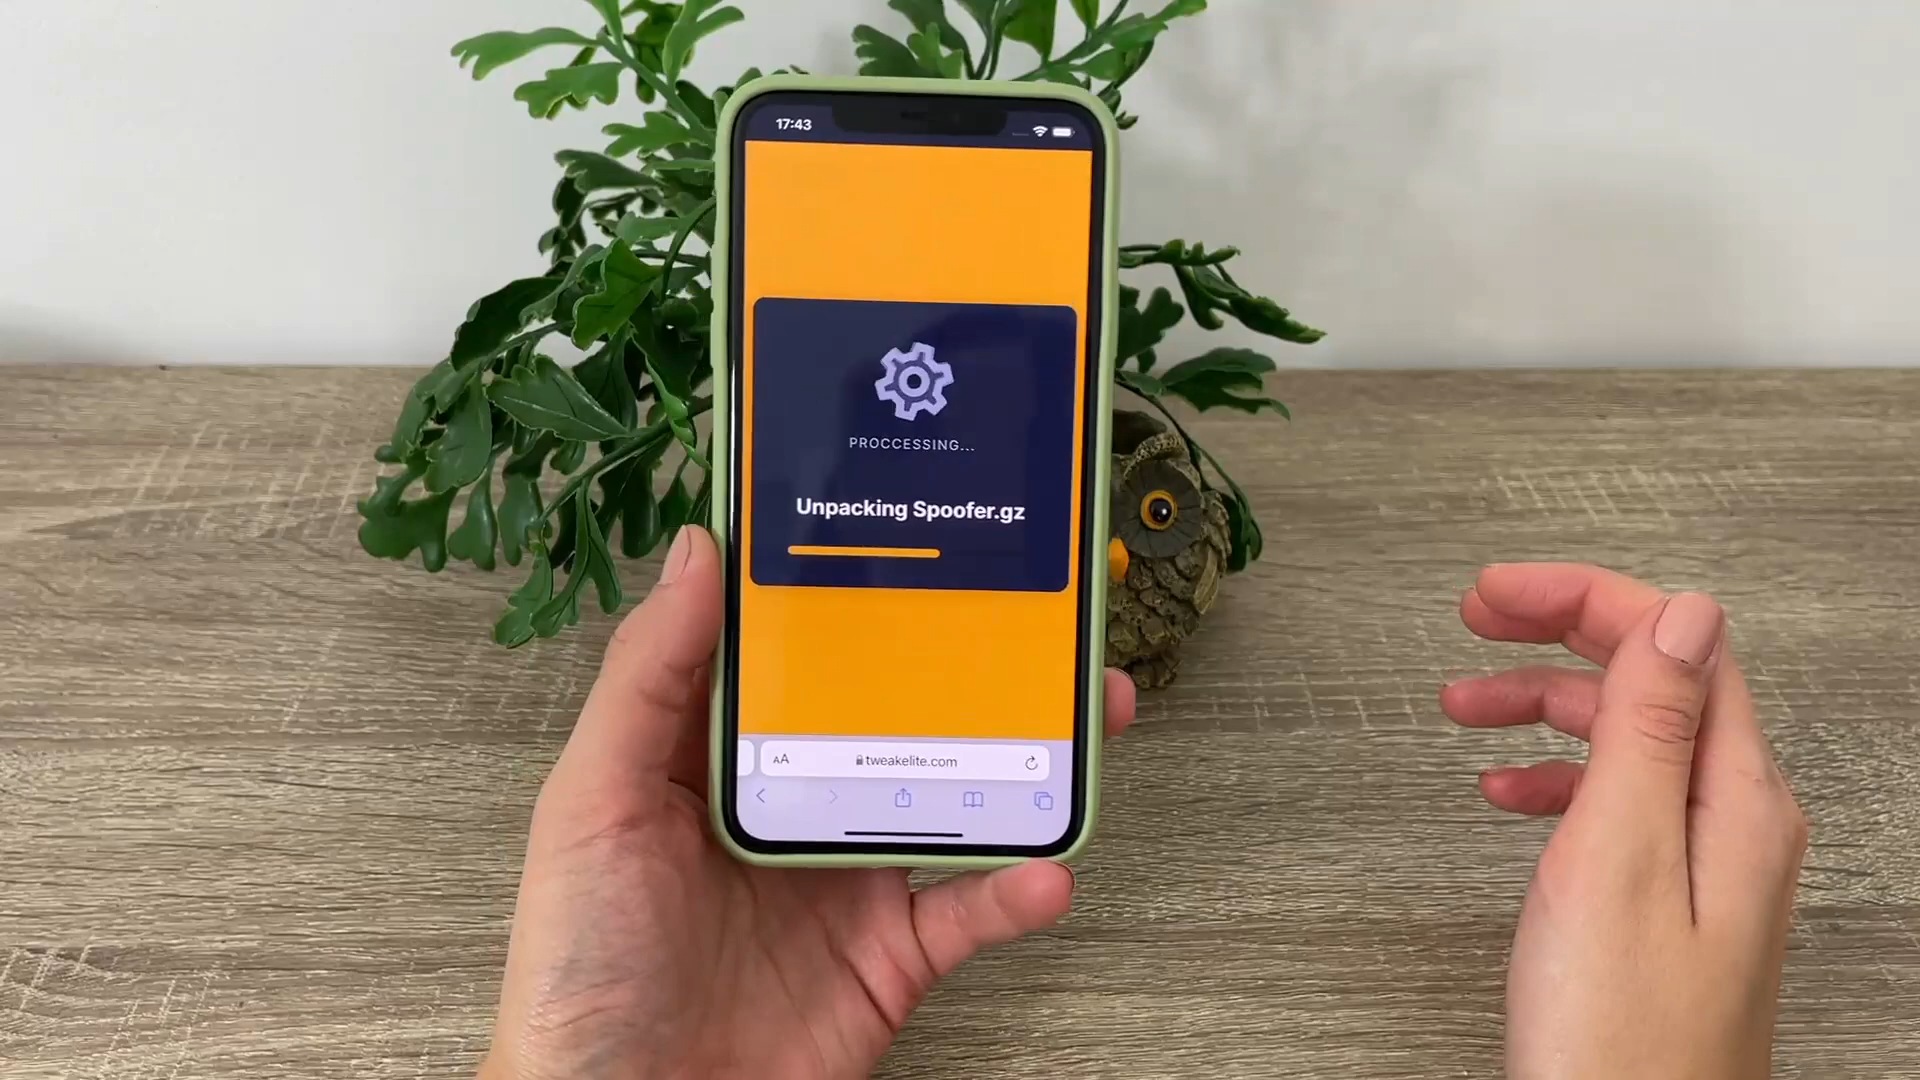 17:43
PROCCESSING...
Unpacking Spoofer.gz
AA
tweakelite.com